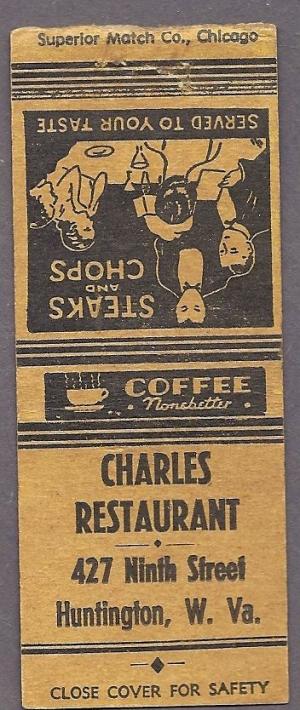 Superior Match Co., Chicago
STEAKS
AND
CHOPS
SERVED TO YOUR TASTE
COFFEE
Nonebetter
CHARLES
RESTAURANT
427 Ninth Street
Huntington, W. Va.
CLOSE COVER FOR SAFETY